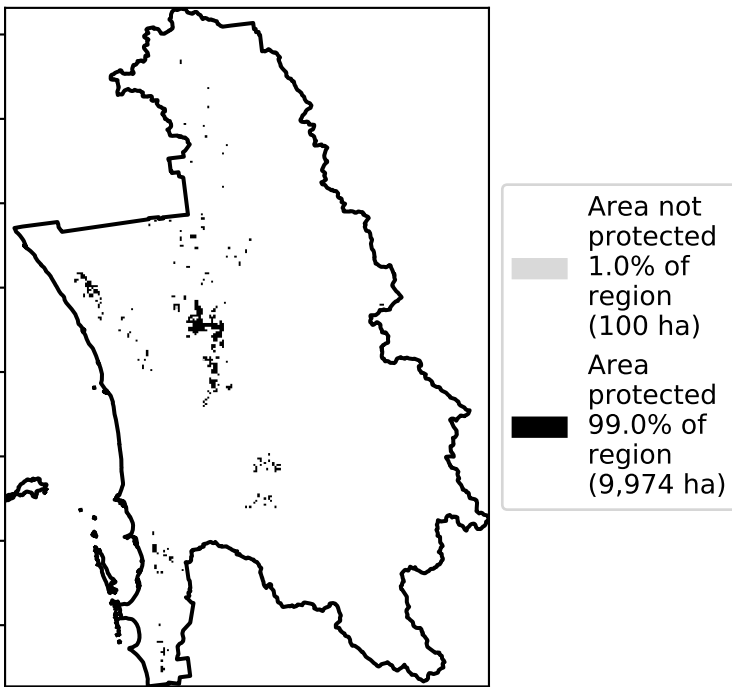 Area not
protected
1.0% of
region
(100 ha)
Area
protected
99.0% of
region
(9,974 ha)